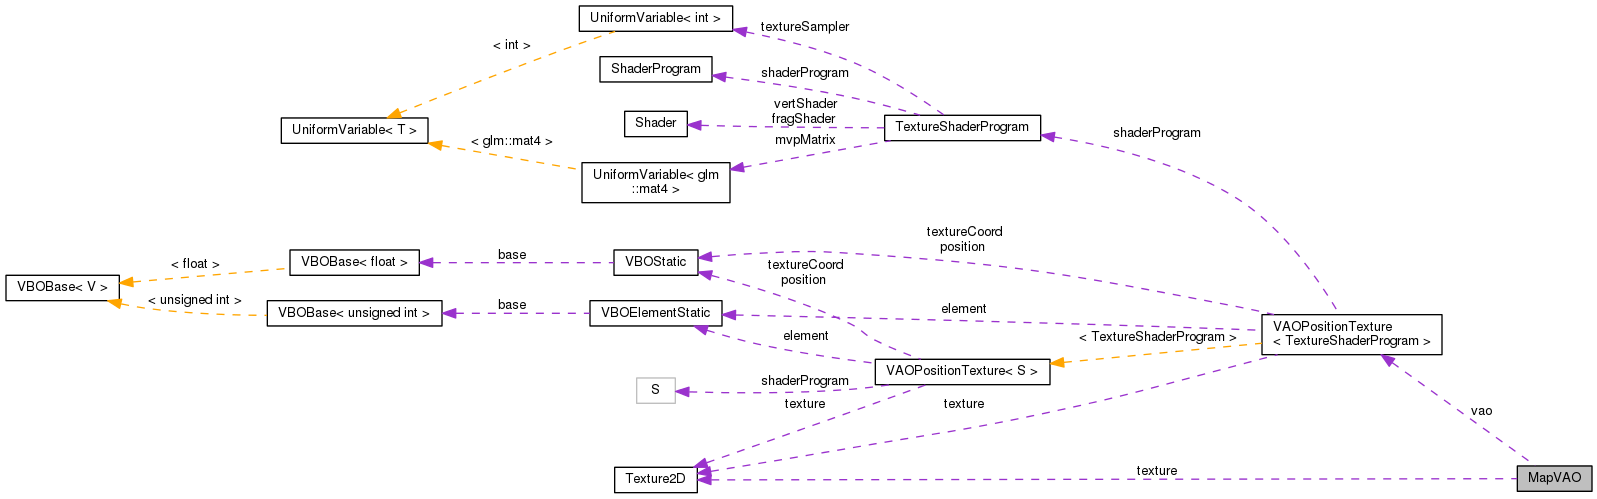 UniformVariable< int >
textureSampler
< int >
ShaderProgram
shaderProgram
vertShader
fragShader
Shader
TextureShaderProgram
UniformVariable< T >
shaderProgram
< glm::mat4 >
mvpMatrix
UniformVariable< glm
::mat4 >
textureCoord
position
VBOBase< float >
base
VBOStatic
< float >
textureCoord
position
VBOBase< V >
< unsigned int >
VBOBase< unsigned int >
base
VBOElementStatic
element
VAOPositionTexture
< TextureShaderProgram >
element
< TextureShaderProgram >
VAOPositionTexture< S >
S
shaderProgram
texture
texture
vao
Texture2D
texture
MapVAO